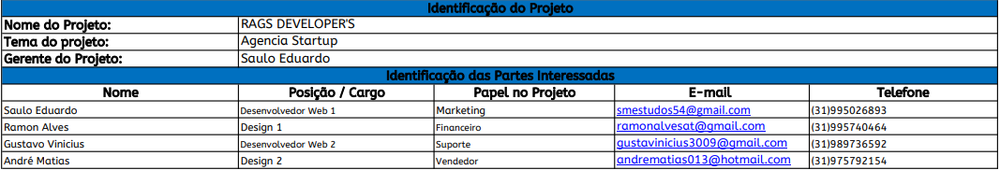 Identificação do Projeto
Nome do Projeto: RAGS DEVELOPER'S
Tema do projeto: Agencia Startup
Gerente do Projeto: Saulo Eduardo
Identificação das Partes Interessadas
Nome Posição / Cargo Papel no Projeto E-mail Telefone
Saulo Eduardo Desenvolvedor Web 1 Marketing smestudos54@gmail.com (31)995026893
Ramon Alves Design 1 Financeiro ramonalvesat@gmail.com (31)995740464
Gustavo Vinicius Desenvolvedor Web 2 Suporte gustavinicius3009@gmail.com (31)989736592
André Matias Design 2 Vendedor andrematias013@hotmail.com (31)975792154